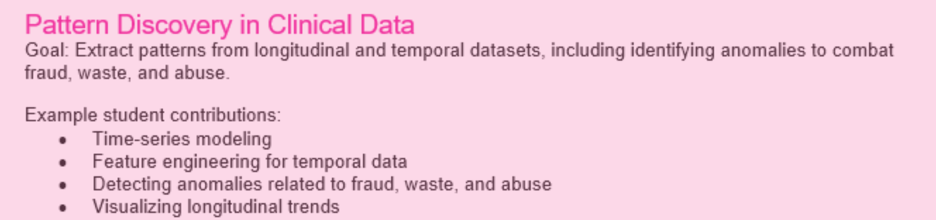 Pattern Discovery in Clinical Data
Goal: Extract patterns from longitudinal and temporal datasets, including identifying anomalies to combat
fraud, waste, and abuse.
Example student contributions:
• Time-series modeling
• Feature engineering for temporal data
• Detecting anomalies related to fraud, waste, and abuse
• Visualizing longitudinal trends